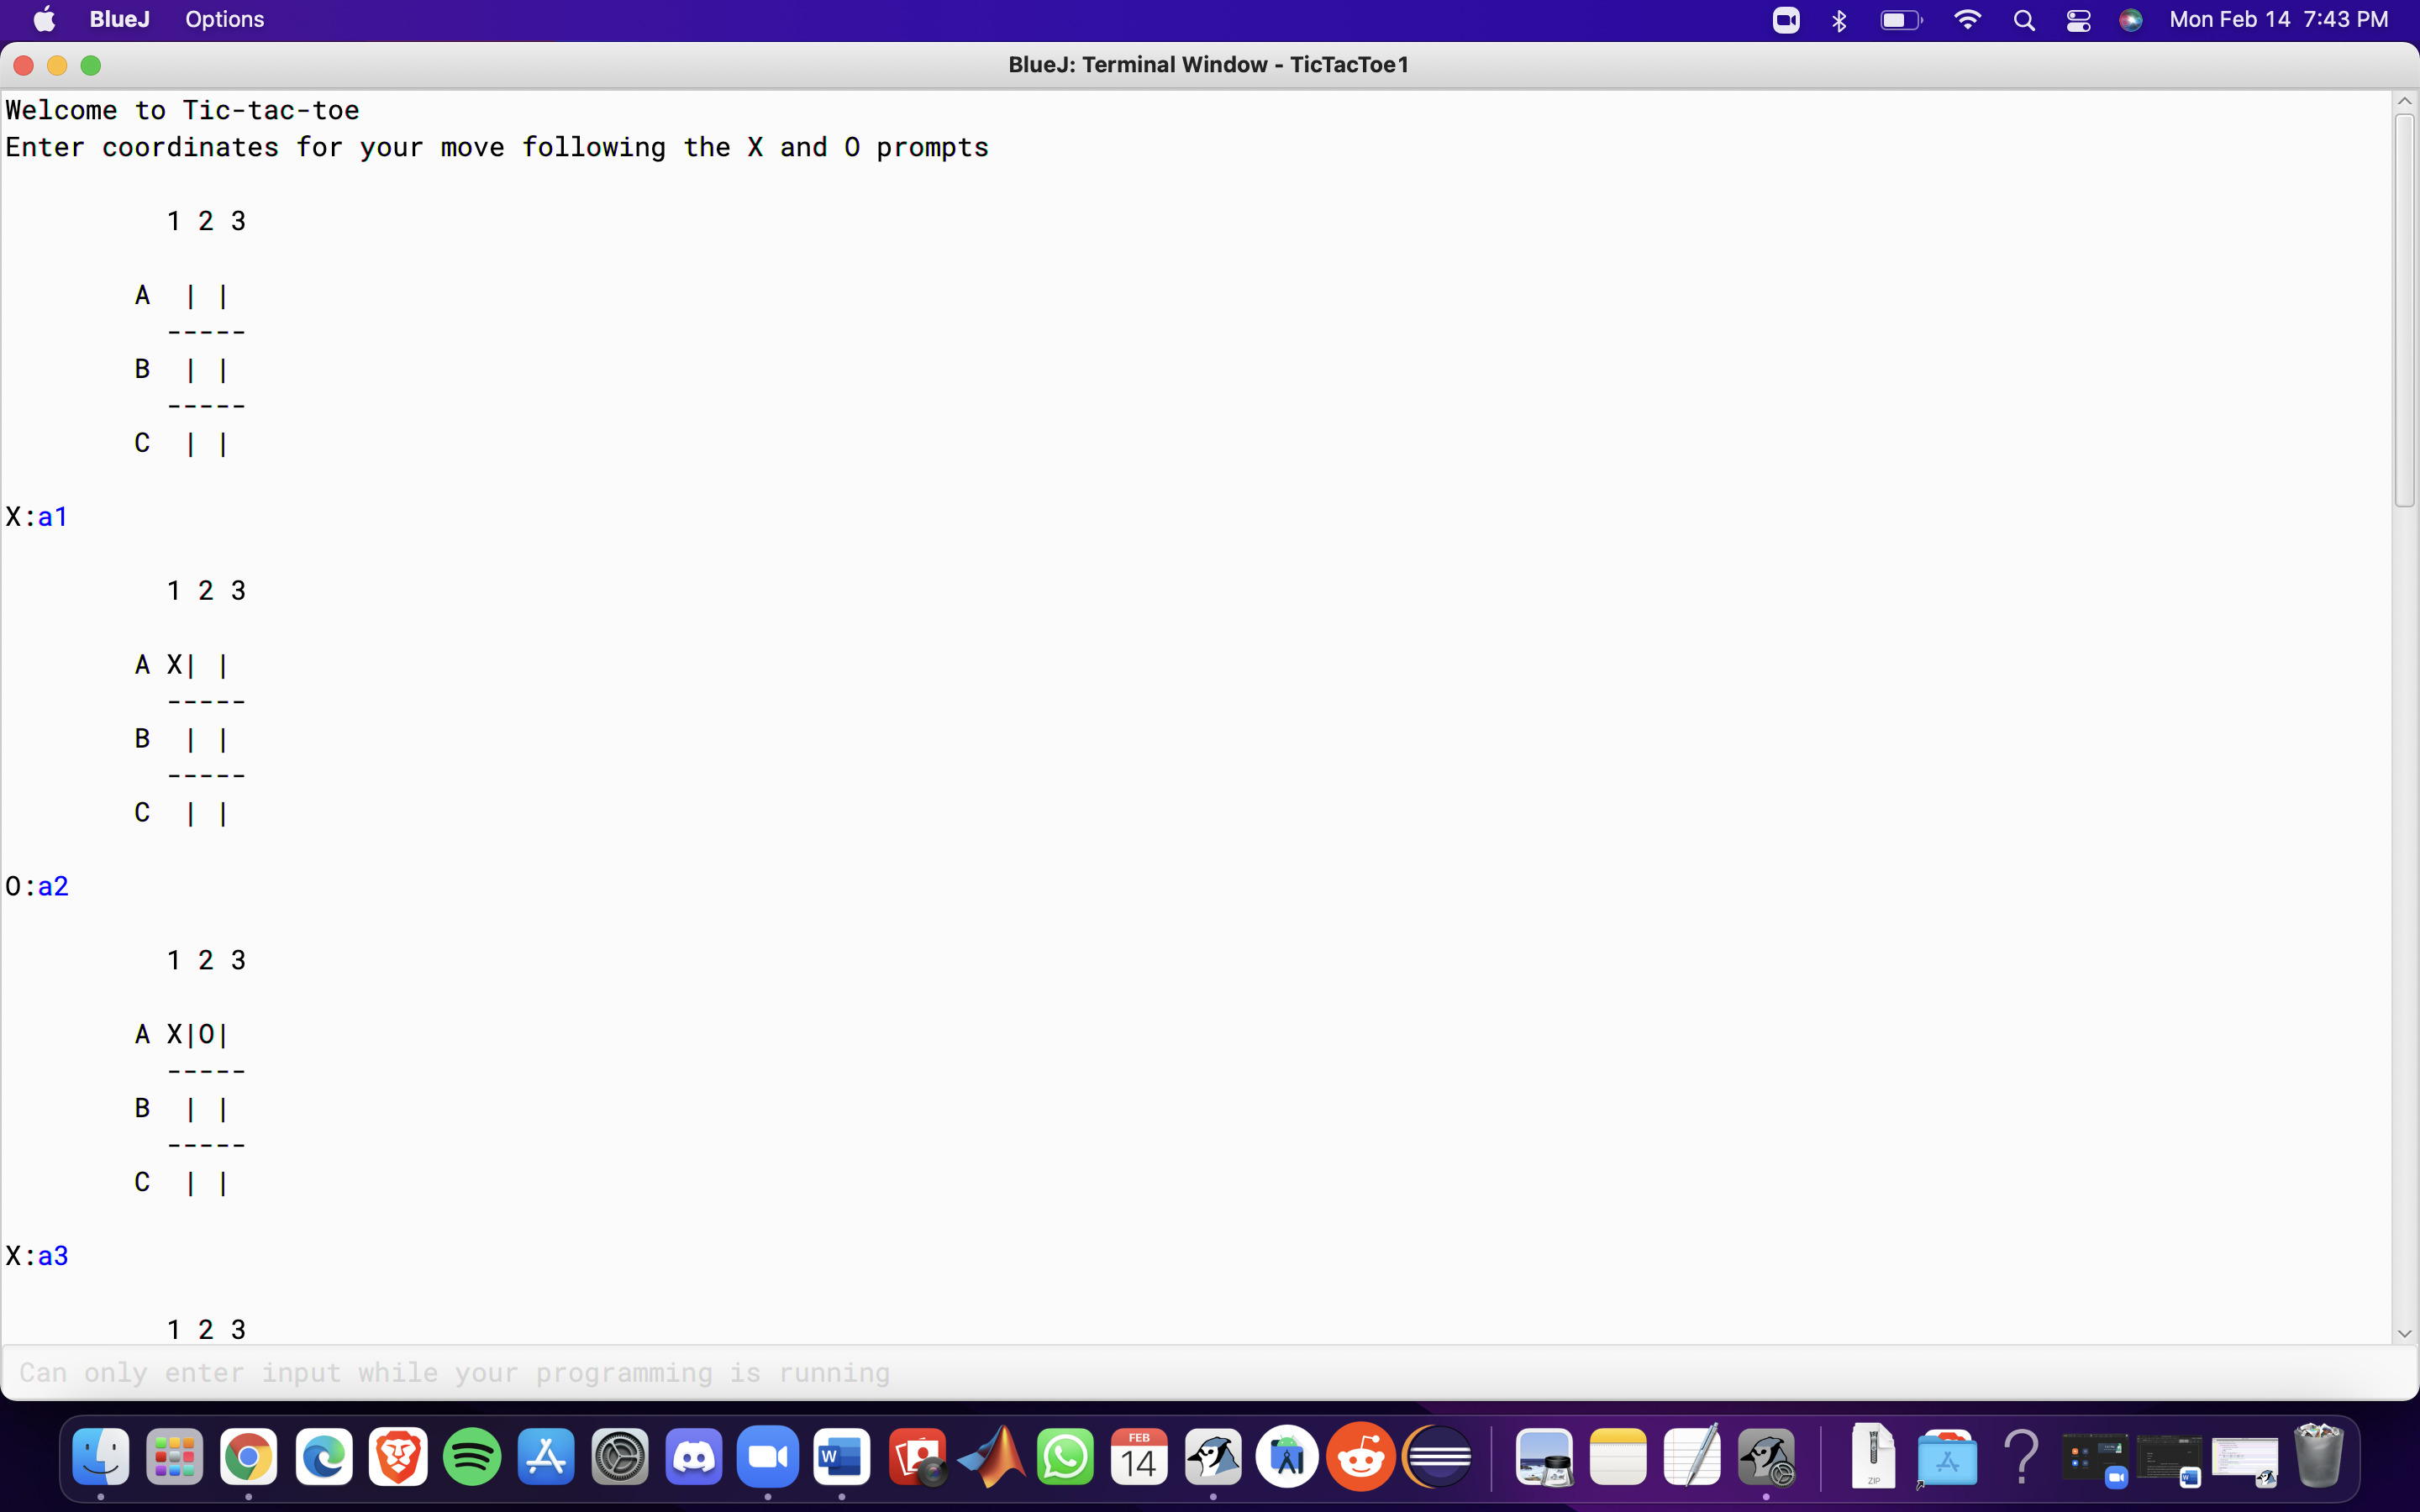 BlueJ Options Mon Feb 14 7:43 PM
BlueJ: Terminal Window - TicTacToe1
Welcome to Tic-tac-toe
Enter coordinates for your move following the X and O prompts
1 2 3
A | |
-----
B | |
-----
C | |
X:a1
1 2 3
A X| |
-----
B | |
-----
C | |
O:a2
1 2 3
A X|O|
-----
B | |
-----
C | |
X:a3
1 2 3
Can only enter input while your programming is running
FEB
14
W
ZIP